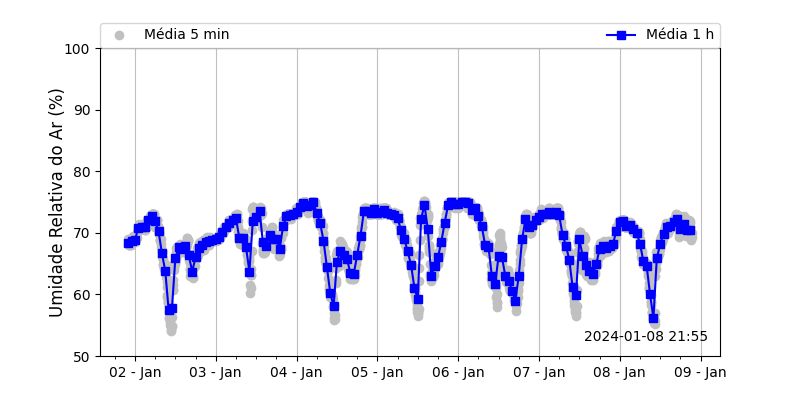 Média 5 min Média 1 h
100
90
80
70
60
50
Umidade Relativa do Ar (%)
2024-01-08 21:55
02 - Jan 03 - Jan 04 - Jan 05 - Jan 06 - Jan 07 - Jan 08 - Jan 09 - Jan